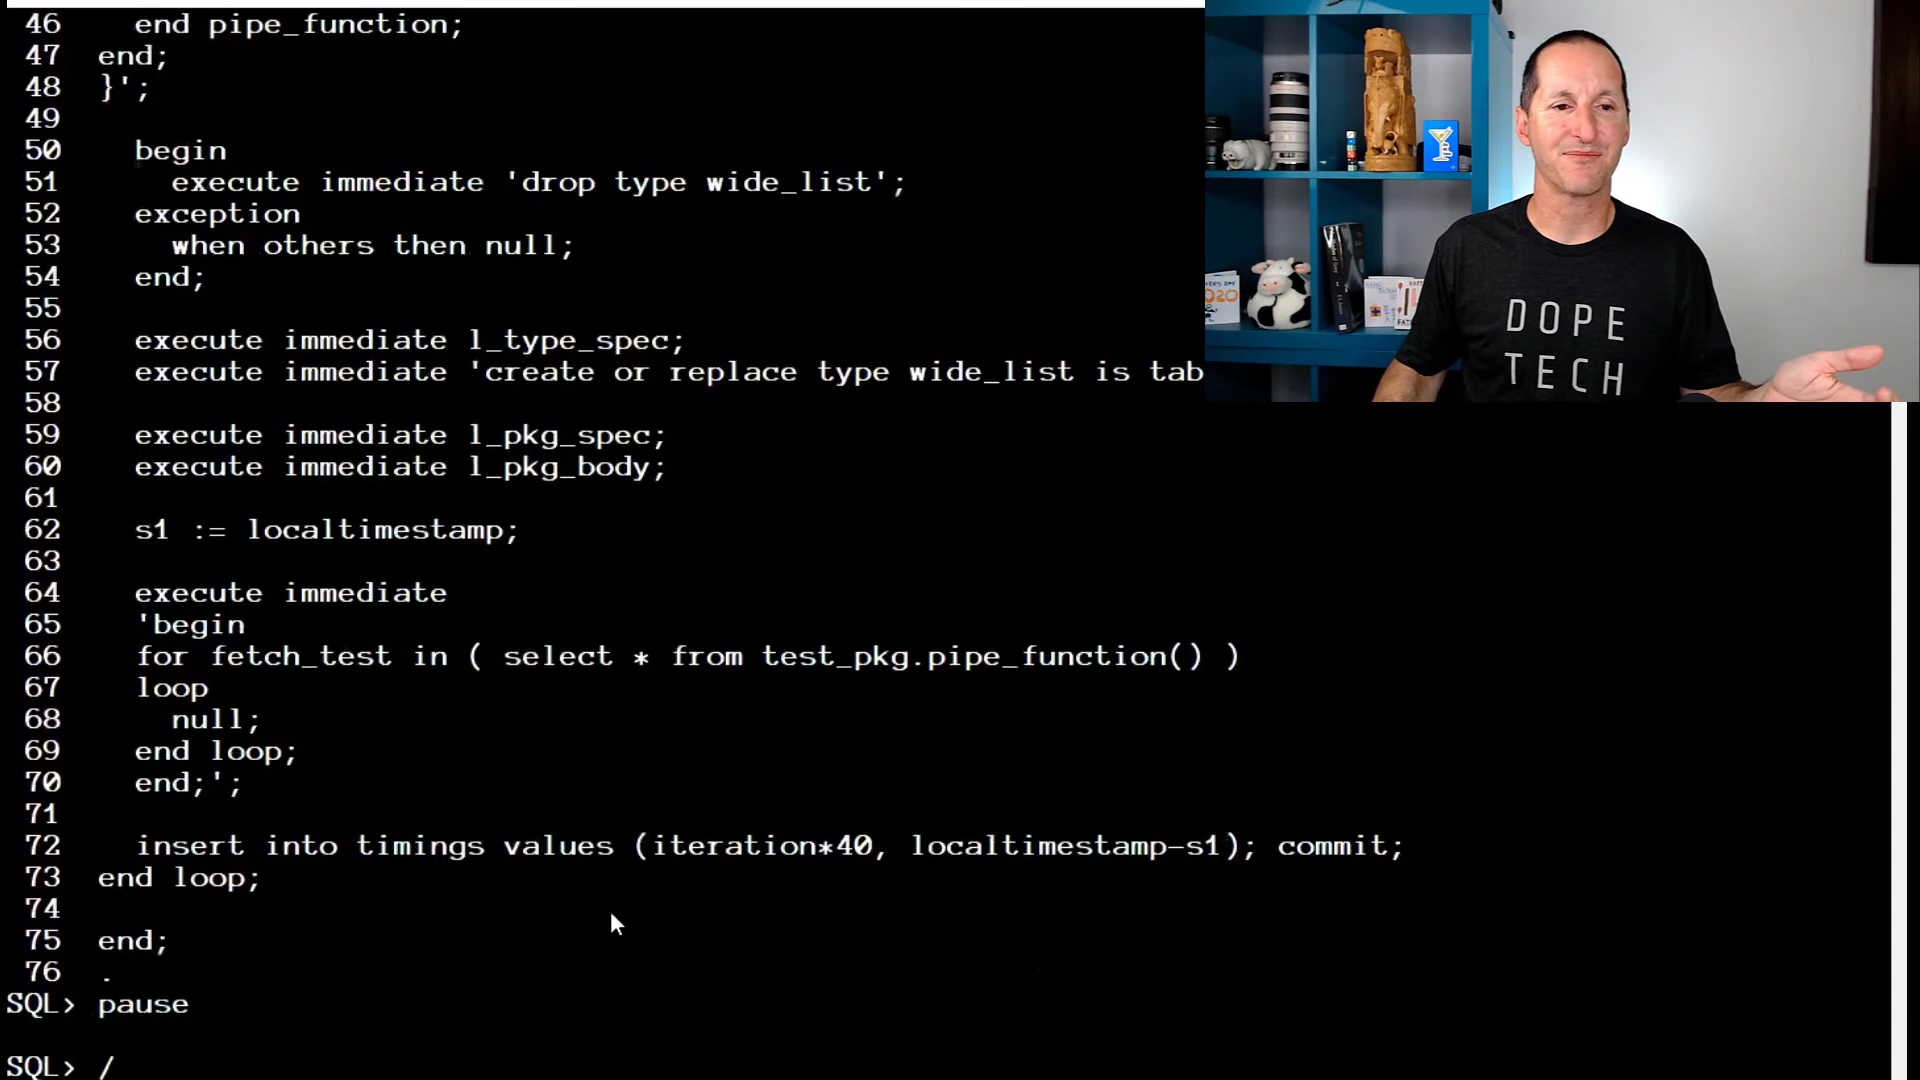 46    end pipe_function;
47  end;
48  }';
49
50    begin
51      execute immediate 'drop type wide_list';
52    exception
53      when others then null;
54    end;
55
56    execute immediate l_type_spec;
57    execute immediate 'create or replace type wide_list is tab
58
59    execute immediate l_pkg_spec;
60    execute immediate l_pkg_body;
61
62    s1 := localtimestamp;
63
64    execute immediate
65    'begin
66    for fetch_test in ( select * from test_pkg.pipe_function() )
67    loop
68      null;
69    end loop;
70    end;';
71
72    insert into timings values (iteration*40, localtimestamp-s1); commit;
73  end loop;
74
75  end;
76  .
SQL> pause
SQL> /
DOPE
TECH